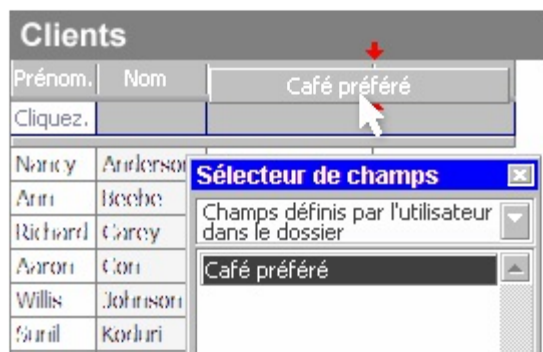 Clients
Prénom. Nom Café préféré
Cliquez.
Nancy Anderson
Ann Beebe
Richard Carey
Aaron Con
Willis Johnson
Sunil Koduri
Sélecteur de champs
Champs définis par l'utilisateur
dans le dossier
Café préféré